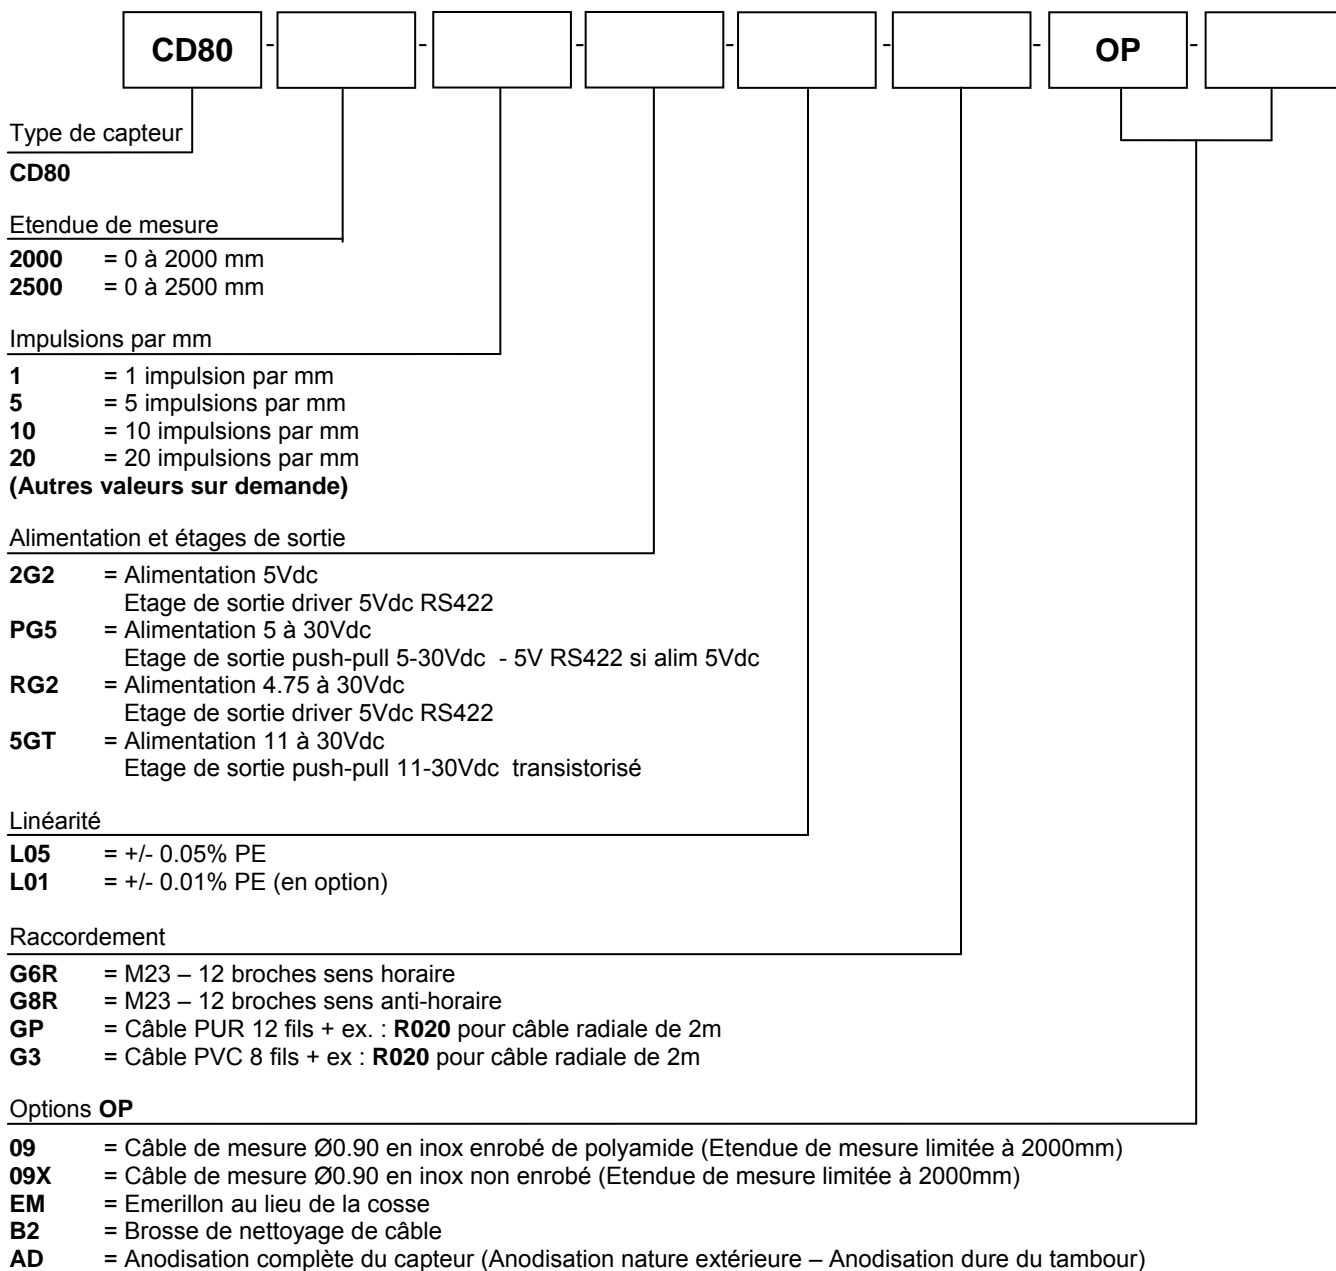 CD80 - - - - - - OP -
Type de capteur
CD80
Etendue de mesure
2000 = 0 à 2000 mm
2500 = 0 à 2500 mm
Impulsions par mm
1 = 1 impulsion par mm
5 = 5 impulsions par mm
10 = 10 impulsions par mm
20 = 20 impulsions par mm
(Autres valeurs sur demande)
Alimentation et étages de sortie
2G2 = Alimentation 5Vdc
Etage de sortie driver 5Vdc RS422
PG5 = Alimentation 5 à 30Vdc
Etage de sortie push-pull 5-30Vdc - 5V RS422 si alim 5Vdc
RG2 = Alimentation 4.75 à 30Vdc
Etage de sortie driver 5Vdc RS422
5GT = Alimentation 11 à 30Vdc
Etage de sortie push-pull 11-30Vdc transistorisé
Linéarité
L05 = +/- 0.05% PE
L01 = +/- 0.01% PE (en option)
Raccordement
G6R = M23 – 12 broches sens horaire
G8R = M23 – 12 broches sens anti-horaire
GP = Câble PUR 12 fils + ex. : R020 pour câble radiale de 2m
G3 = Câble PVC 8 fils + ex : R020 pour câble radiale de 2m
Options OP
09 = Câble de mesure Ø0.90 en inox enrobé de polyamide (Etendue de mesure limitée à 2000mm)
09X = Câble de mesure Ø0.90 en inox non enrobé (Etendue de mesure limitée à 2000mm)
EM = Emerillon au lieu de la cosse
B2 = Brosse de nettoyage de câble
AD = Anodisation complète du capteur (Anodisation nature extérieure – Anodisation dure du tambour)